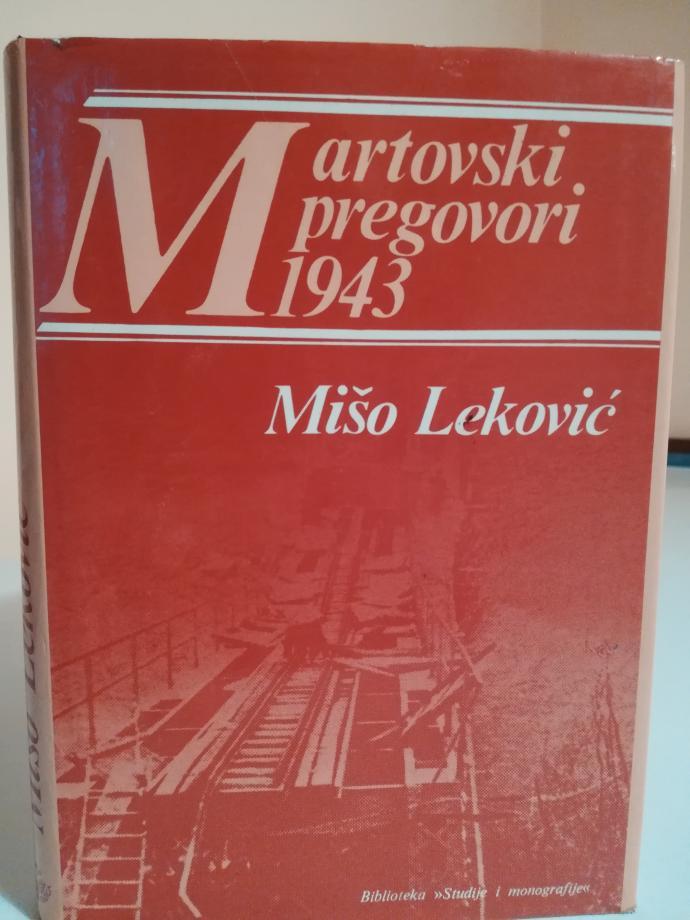 Martovski
pregovori
1943
Mišo Leković
Biblioteka »Studije i monografije«
Mišo Leković